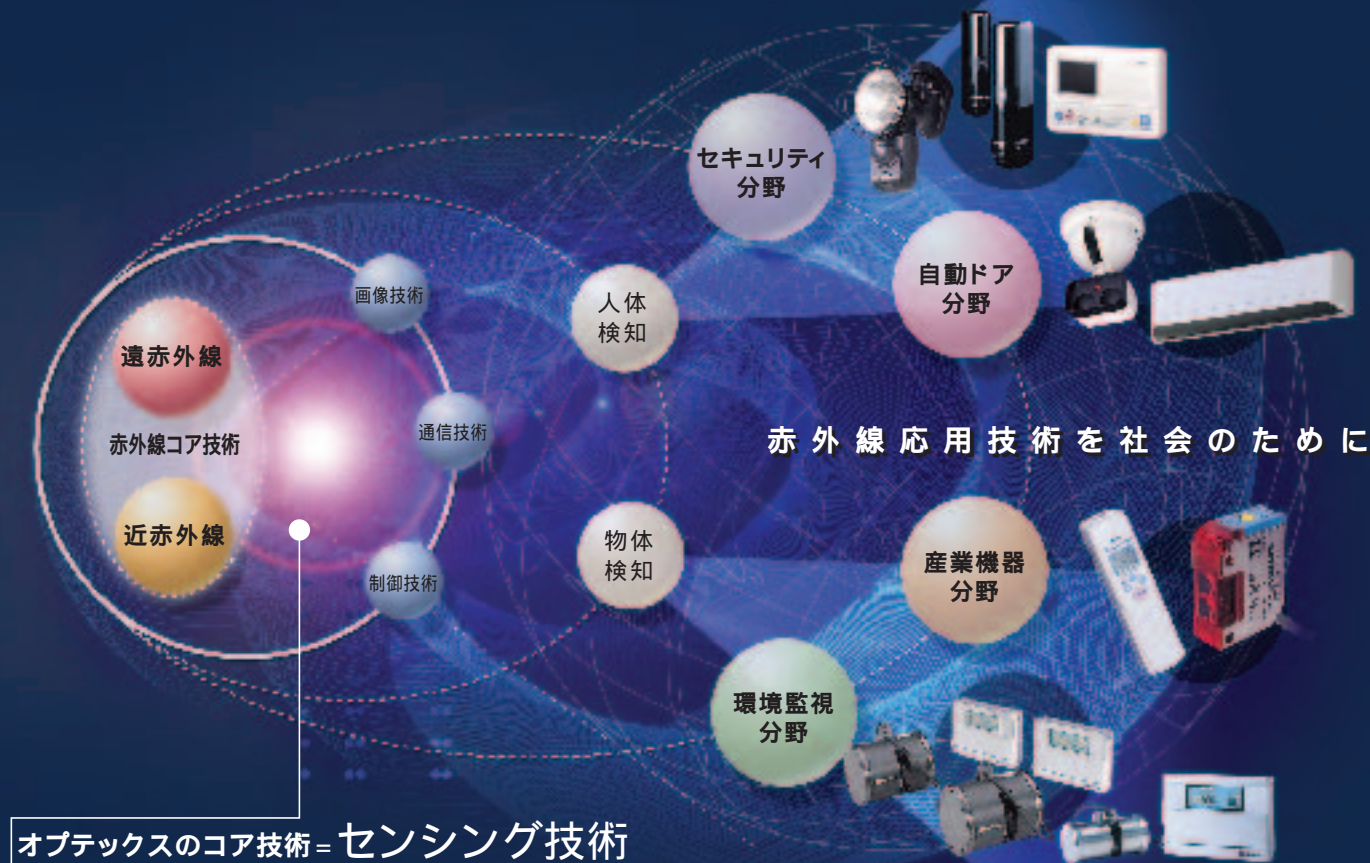 セキュリティ
分野
自動ドア
分野
画像技術
人体
検知
遠赤外線
赤外線コア技術
通信技術
赤外線応用技術を社会のために
近赤外線
物体
検知
制御技術
産業機器
分野
環境監視
分野
オプテックスのコア技術=センシング技術